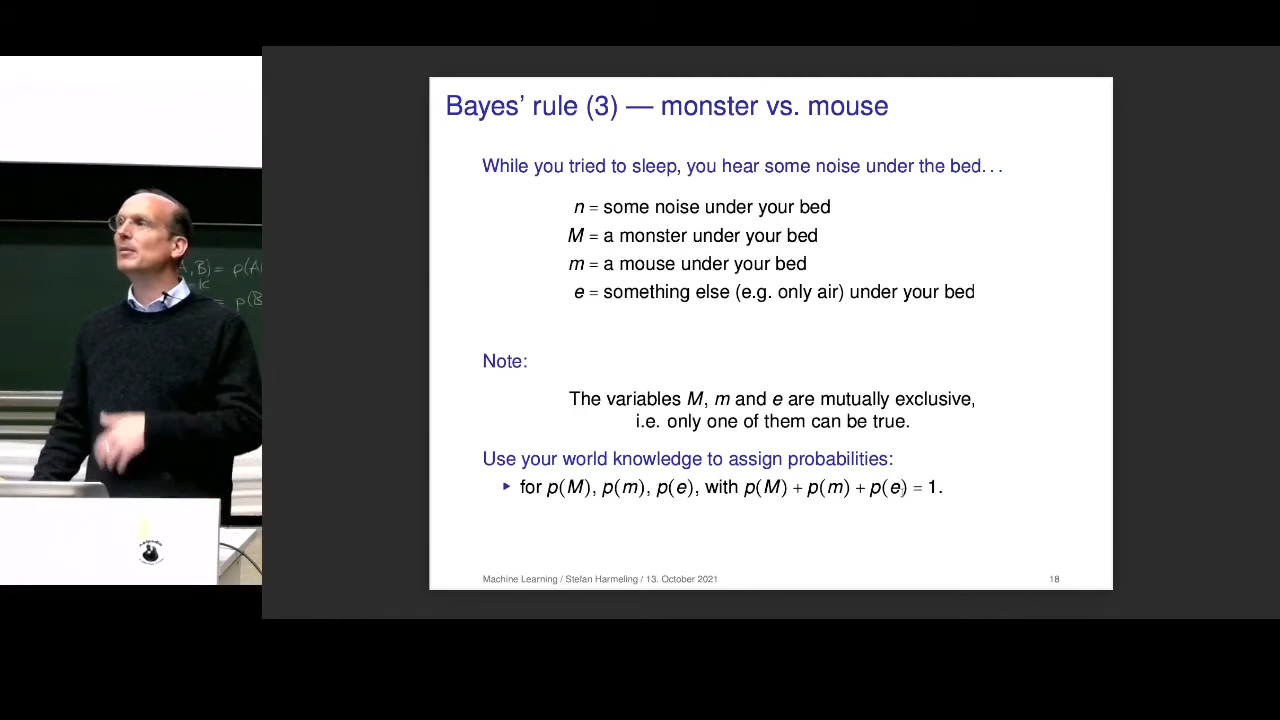 Bayes' rule (3) — monster vs. mouse
While you tried to sleep, you hear some noise under the bed. . .
n = some noise under your bed
M = a monster under your bed
m = a mouse under your bed
e = something else (e.g. only air) under your bed
Note:
The variables M, m and e are mutually exclusive,
i.e. only one of them can be true.
Use your world knowledge to assign probabilities:
‣ for p(M), p(m), p(e), with p(M) + p(m) + p(e) = 1.
Machine Learning / Stefan Harmeling / 13. October 2021 18
A, B) = p(A
= p(B